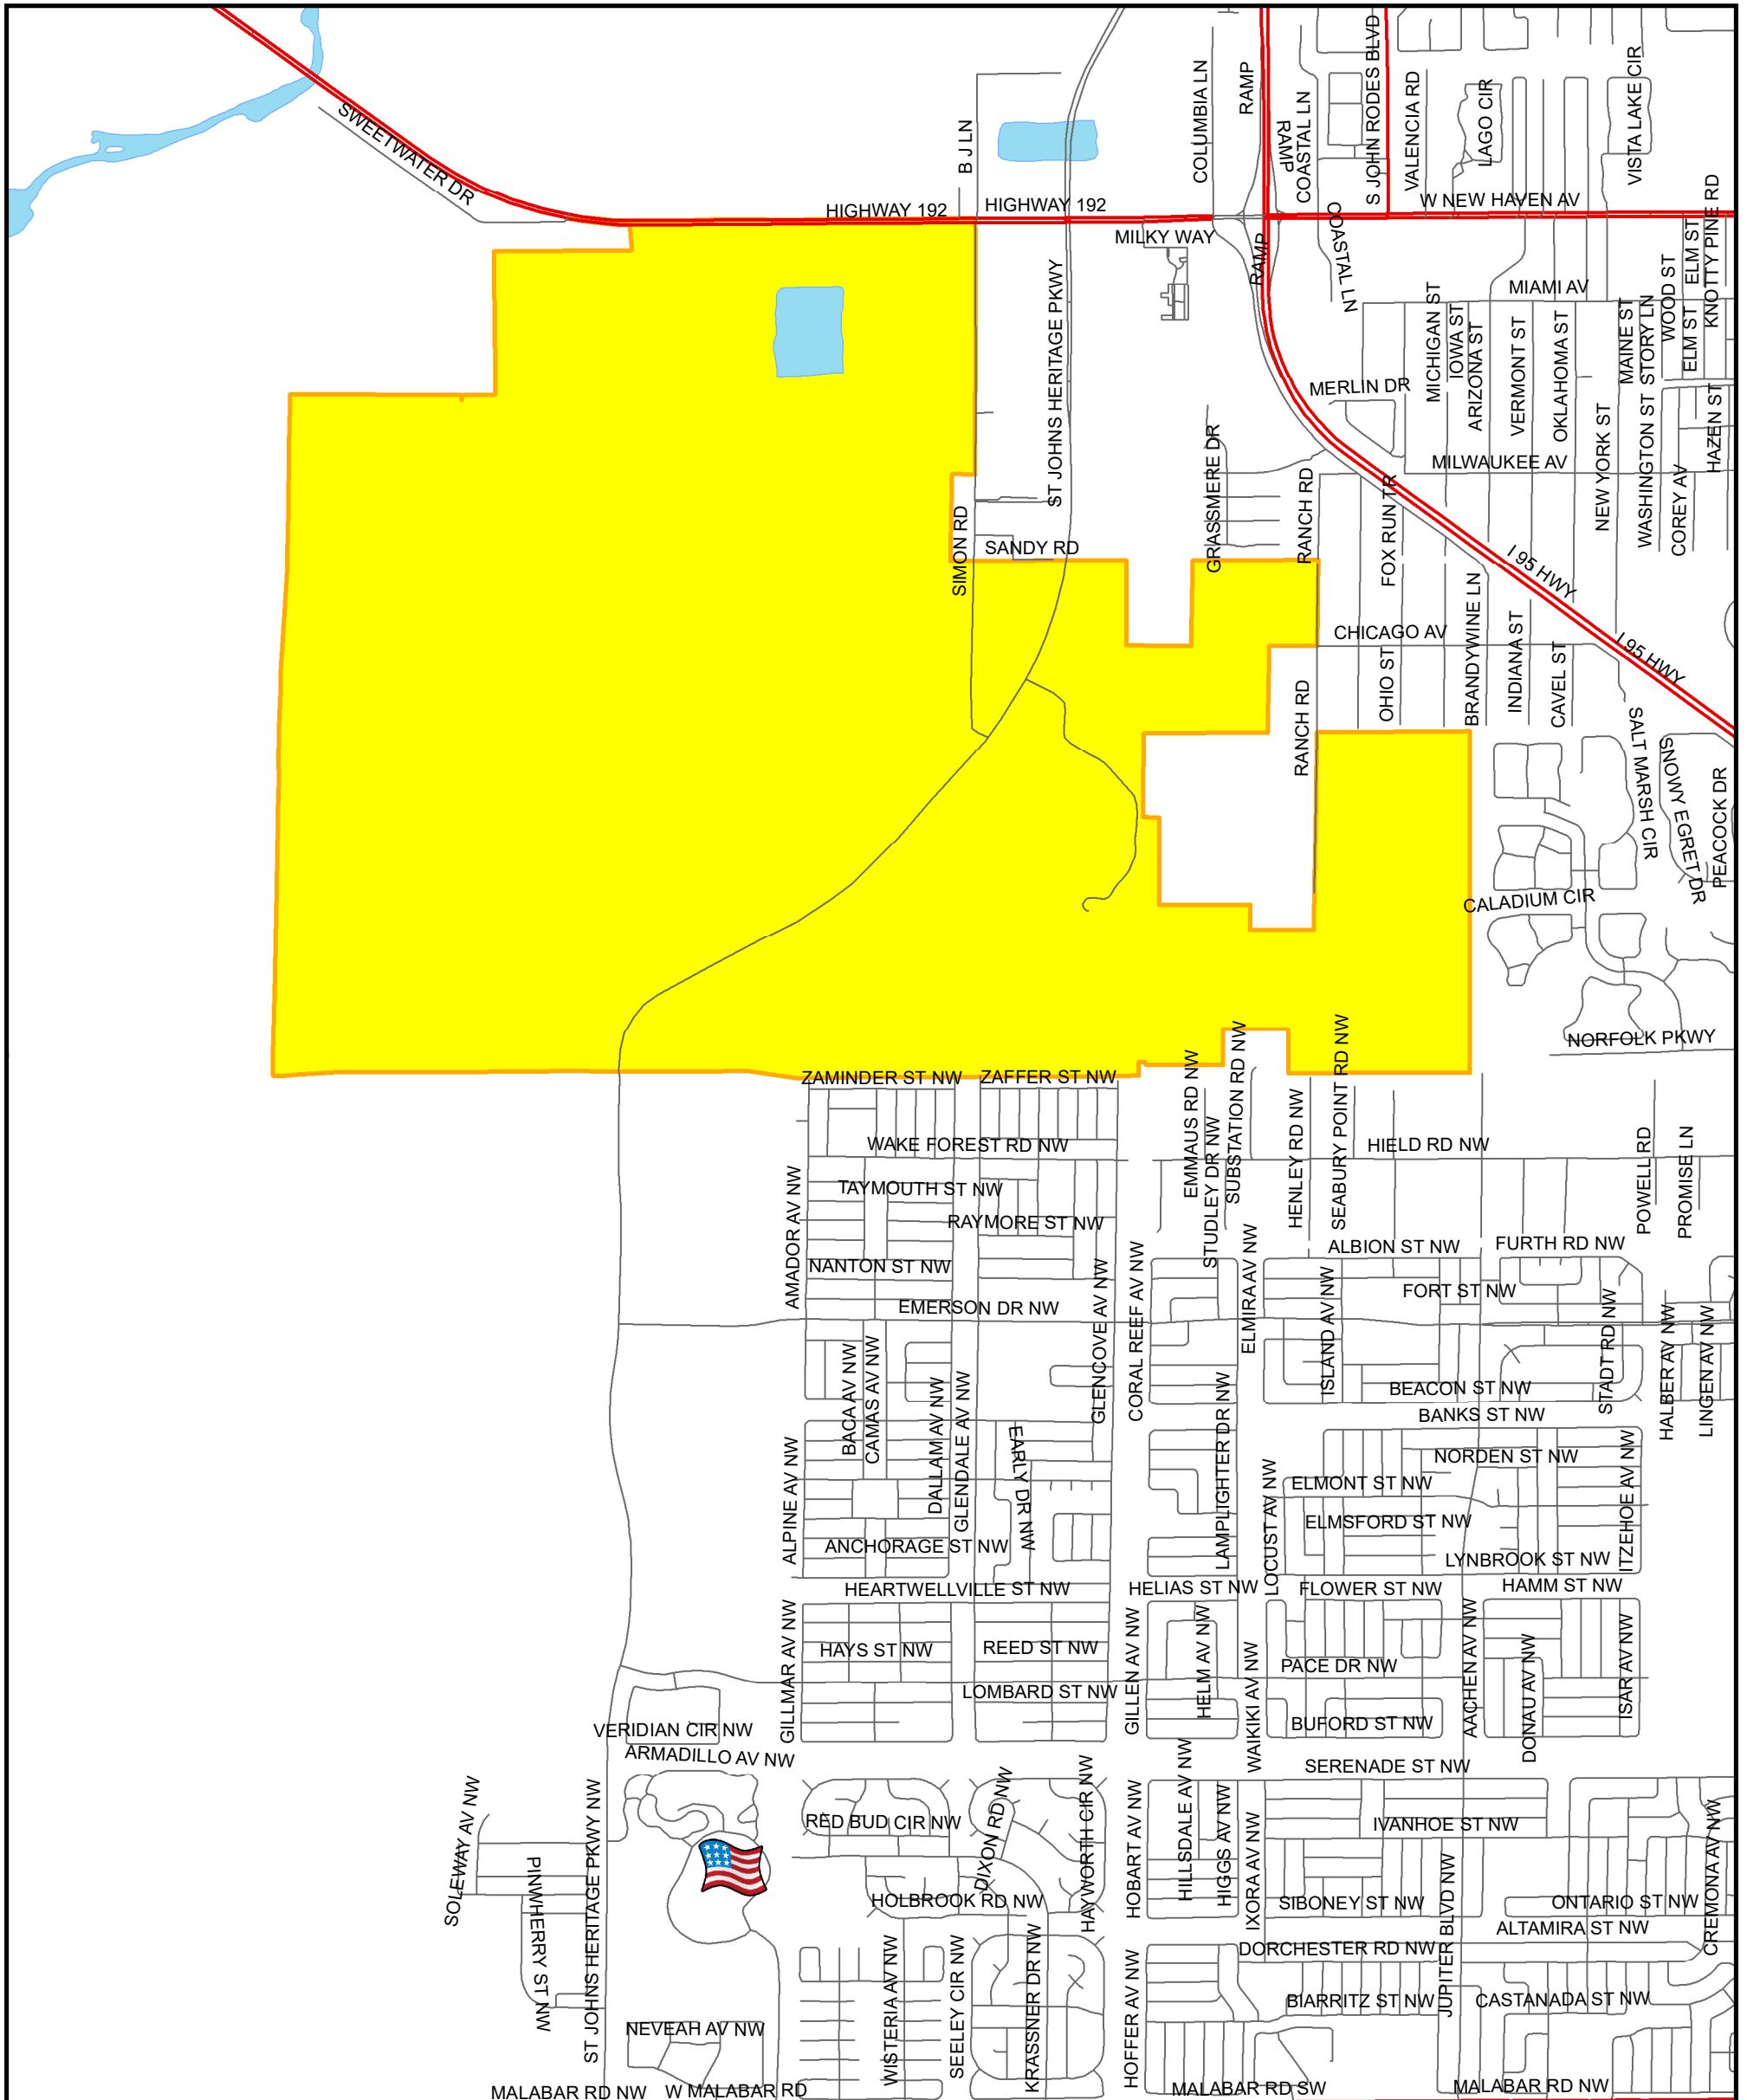 SWEETWATER DR
HIGHWAY 192
HIGHWAY 192
B J LN
COLUMBIA LN
RAMP
RAMP
COASTAL LN
S JOHN RODES BLVD
VALENCIA RD
LAGO CIR
VISTA LAKE CIR
W NEW HAVEN AV
KNOTTY PINE RD
MILKY WAY
RAMP
COASTAL LN
ELM ST
WOOD ST
MIAMI AV
ST JOHNS HERITAGE PKWY
MICHIGAN ST
IOWA ST
ARIZONA ST
VERMONT ST
OKLAHOMA ST
MAINE ST
STORY LN
ELM ST
MERLIN DR
GRASSMERE DR
MILWAUKEE AV
NEW YORK ST
WASHINGTON ST
COREY AV
HAZEN ST
RANCH RD
FOX RUN TR
SIMON RD
SANDY RD
I 95 HWY
I 95 HWY
CHICAGO AV
OHIO ST
BRANDYWINE LN
INDIANA ST
CAVEL ST
RANCH RD
SALT MARSH CIR
SNOWY EGRET DR
PEACOCK DR
CALADIUM CIR
NORFOLK PKWY
ZAMINDER ST NW
ZAFFER ST NW
EMMAUS RD NW
STUDLEY DR NW
SUBSTATION RD NW
HENLEY RD NW
SEABURY POINT RD NW
WAKE FOREST RD NW
HIELD RD NW
POWELL RD
PROMISE LN
TAYMOUTH ST NW
AMADOR AV NW
RAYMORE ST NW
NANTON ST NW
ALBION ST NW
FURTH RD NW
FORT ST NW
EMERSON DR NW
GLENCOVE AV NW
CORAL REEF AV NW
ELMIRA AV NW
ISLAND AV NW
STADT RD NW
HALBER AV NW
LINGEN AV NW
BACA AV NW
CAMAS AV NW
DALLAM AV NW
GLENDALE AV NW
BEACON ST NW
BANKS ST NW
EARLY DR NW
LAMPLIGHTER DR NW
NORDEN ST NW
ALPINE AV NW
ELMONT ST NW
LOCUST AV NW
ELMSFORD ST NW
ITZEHOE AV NW
ANCHORAGE ST NW
LYNBROOK ST NW
HEARTWELLVILLE ST NW
HELIAS ST NW
FLOWER ST NW
HAMM ST NW
GILLMAR AV NW
HAYS ST NW
REED ST NW
GILLEN AV NW
HELM AV NW
WAIKIKI AV NW
PACE DR NW
AACHEN AV NW
DONAU AV NW
ISAR AV NW
LOMBARD ST NW
BUFORD ST NW
VERIDIAN CIR NW
ARMADILLO AV NW
SERENADE ST NW
SOLEWAY AV NW
PINWHERRY ST NW
ST JOHNS HERITAGE PKWY NW
RED BUD CIR NW
DIXON RD NW
HAYWORTH CIR NW
HOBART AV NW
HILLSDALE AV NW
HIGGS AV NW
IXORA AV NW
IVANHOE ST NW
CREMONA AV NW
HOLBROOK RD NW
SIBONEY ST NW
ONTARIO ST NW
ALTAMIRA ST NW
JUPITER BLVD NW
DORCHESTER RD NW
WISTERIA AV NW
SEELEY CIR NW
KRASSNER DR NW
HOFFER AV NW
BIARRITZ ST NW
CASTANADA ST NW
NEVEAH AV NW
MALABAR RD NW
W MALABAR RD
MALABAR RD SW
MALABAR RD NW